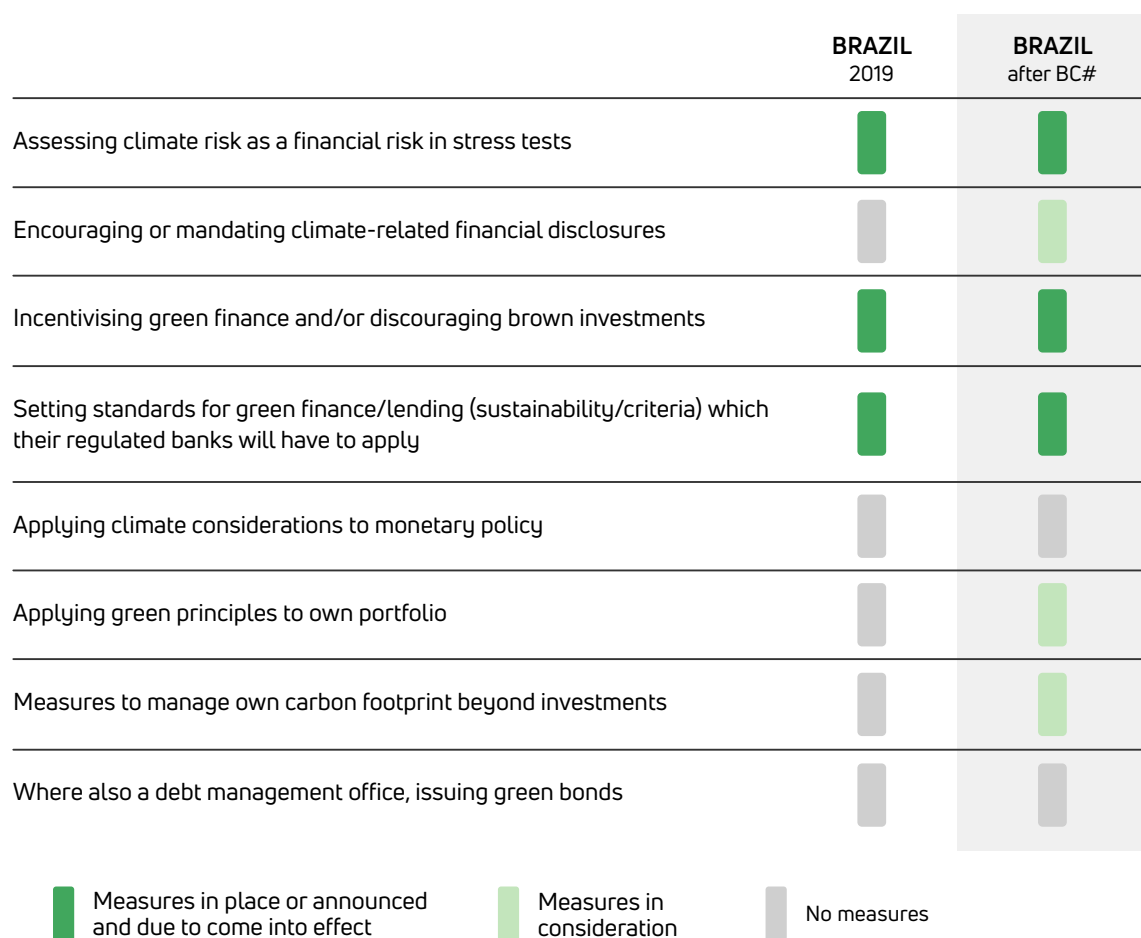 BRAZIL BRAZIL
2019 after BC#
Assessing climate risk as a financial risk in stress tests
Encouraging or mandating climate-related financial disclosures
Incentivising green finance and/or discouraging brown investments
Setting standards for green finance/lending (sustainability/criteria) which
their regulated banks will have to apply
Applying climate considerations to monetary policy
Applying green principles to own portfolio
Measures to manage own carbon footprint beyond investments
Where also a debt management office, issuing green bonds
Measures in place or announced
and due to come into effect
Measures in
consideration
No measures